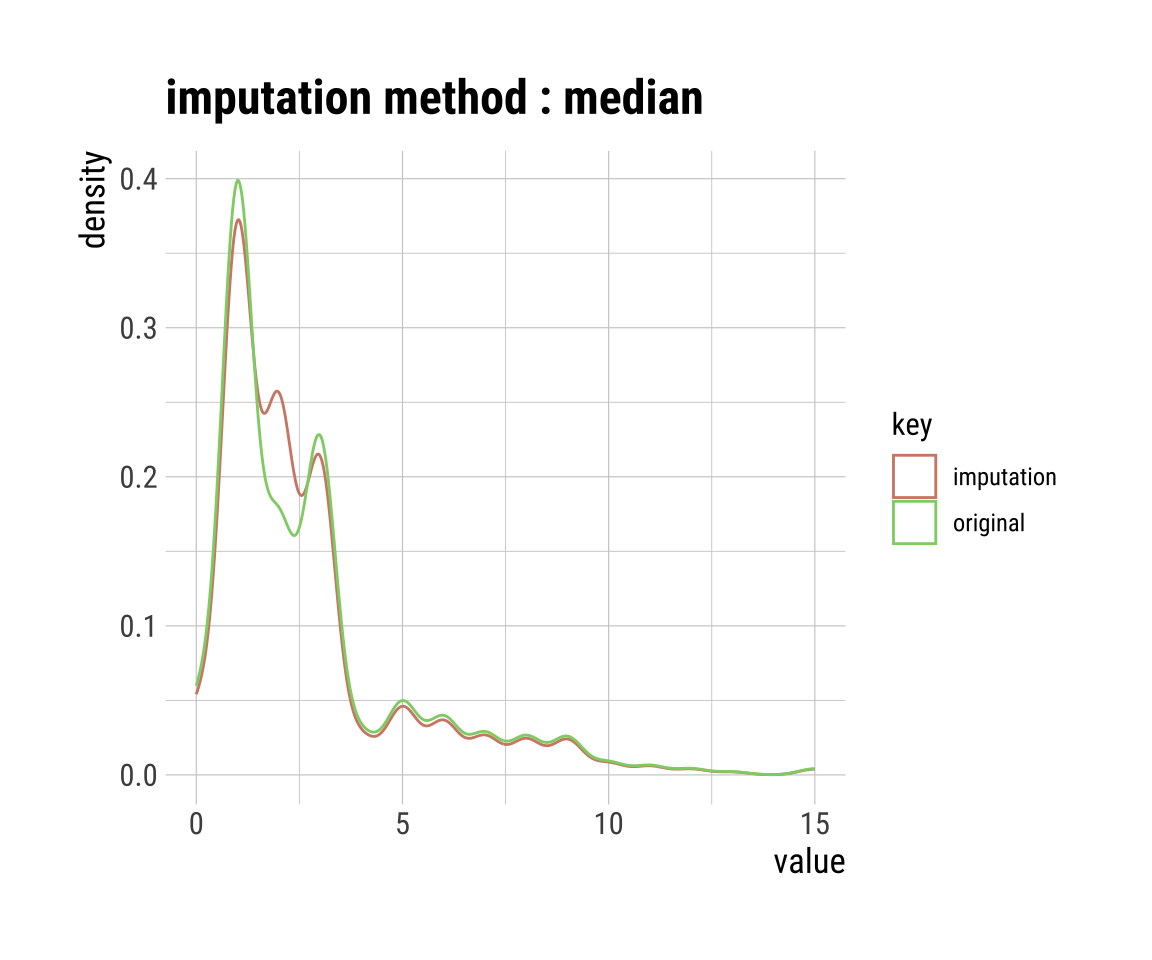 imputation method : median
density
0.4
0.3
0.2
0.1
0.0
0 5 10 15
value
key
imputation
original